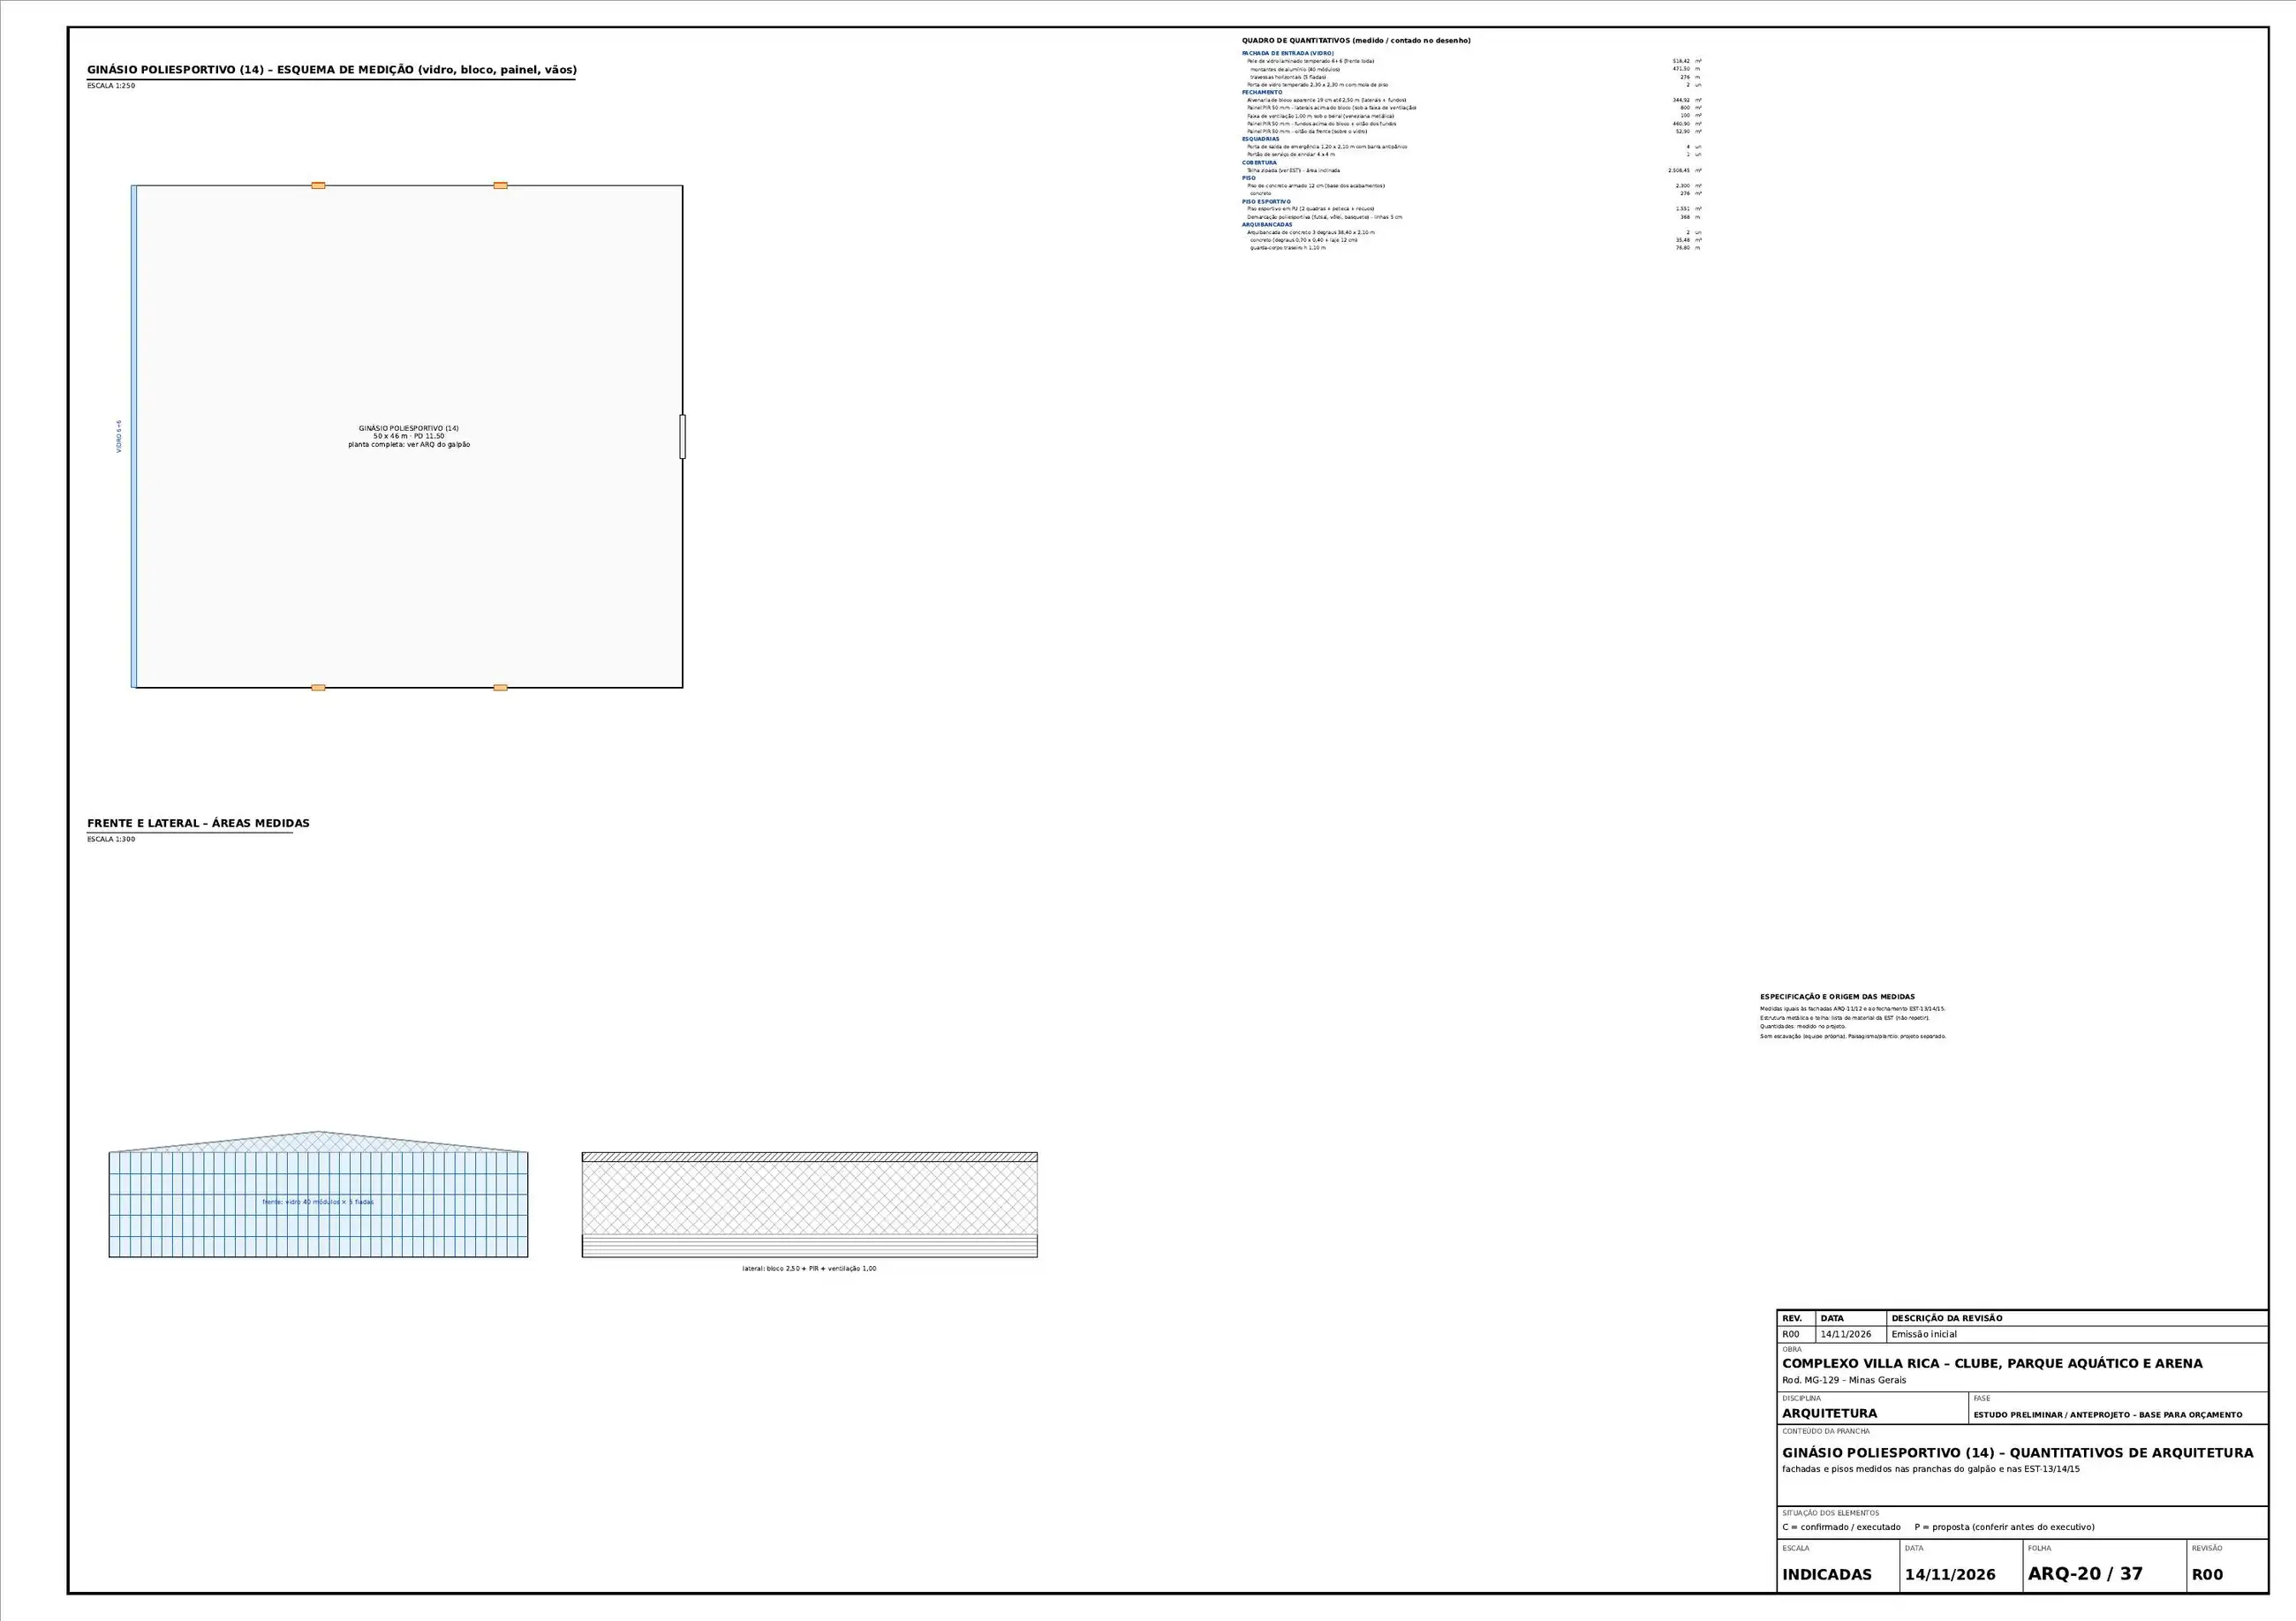 GINÁSIO POLIESPORTIVO (14) – ESQUEMA DE MEDIÇÃO (vidro, bloco, painel, vãos)
ESCALA 1:250
VIDRO 6+6
GINÁSIO POLIESPORTIVO (14)
50 x 46 m · PD 11,50
planta completa: ver ARQ do galpão
FRENTE E LATERAL – ÁREAS MEDIDAS
ESCALA 1:300
frente: vidro 40 módulos × 5 fiadas
lateral: bloco 2,50 + PIR + ventilação 1,00
QUADRO DE QUANTITATIVOS (medido / contado no desenho)
FACHADA DE ENTRADA (VIDRO)
Pele de vidro laminado temperado 6+6 (frente toda) 518,42 m²
montantes de alumínio (40 módulos) 471,50 m
travessas horizontais (5 fiadas) 276 m
Porta de vidro temperado 2,30 x 2,30 m com mola de piso 2 un
FECHAMENTO
Alvenaria de bloco aparente 19 cm até 2,50 m (laterais + fundos) 344,92 m²
Painel PIR 50 mm – laterais acima do bloco (sob a faixa de ventilação) 800 m²
Faixa de ventilação 1,00 m sob o beiral (veneziana metálica) 100 m²
Painel PIR 50 mm – fundos acima do bloco + oitão dos fundos 460,90 m²
Painel PIR 50 mm – oitão da frente (sobre o vidro) 52,90 m²
ESQUADRIAS
Porta de saída de emergência 1,20 x 2,10 m com barra antipânico 4 un
Portão de serviço de enrolar 4 x 4 m 1 un
COBERTURA
Telha zipada (ver EST) – área inclinada 2.508,45 m²
PISO
Piso de concreto armado 12 cm (base dos acabamentos) 2.300 m²
concreto 276 m³
PISO ESPORTIVO
Piso esportivo em PU (2 quadras + peteca + recuos) 1.551 m²
Demarcação poliesportiva (futsal, vôlei, basquete) – linhas 5 cm 368 m
ARQUIBANCADAS
Arquibancada de concreto 3 degraus 38,40 x 2,10 m 2 un
concreto (degraus 0,70 x 0,40 + laje 12 cm) 35,48 m³
guarda-corpo traseiro h 1,10 m 76,80 m
ESPECIFICAÇÃO E ORIGEM DAS MEDIDAS
Medidas iguais às fachadas ARQ-11/12 e ao fechamento EST-13/14/15.
Estrutura metálica e telha: lista de material da EST (não repetir).
Quantidades: medido no projeto.
Sem escavação (equipe própria). Paisagismo/plantio: projeto separado.
REV. DATA DESCRIÇÃO DA REVISÃO
R00 14/11/2026 Emissão inicial
OBRA
COMPLEXO VILLA RICA – CLUBE, PARQUE AQUÁTICO E ARENA
Rod. MG-129 – Minas Gerais
DISCIPLINA FASE
ARQUITETURA ESTUDO PRELIMINAR / ANTEPROJETO – BASE PARA ORÇAMENTO
CONTEÚDO DA PRANCHA
GINÁSIO POLIESPORTIVO (14) – QUANTITATIVOS DE ARQUITETURA
fachadas e pisos medidos nas pranchas do galpão e nas EST-13/14/15
SITUAÇÃO DOS ELEMENTOS
C = confirmado / executado P = proposta (conferir antes do executivo)
ESCALA DATA FOLHA REVISÃO
INDICADAS 14/11/2026 ARQ-20 / 37 R00